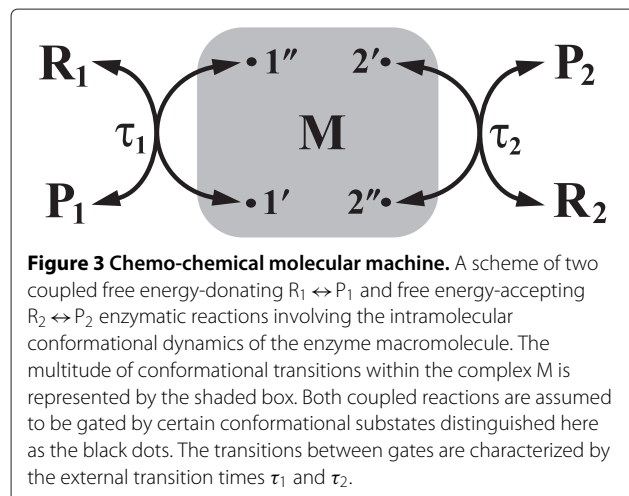 R₁ 1″ 2′ P₂
τ₁ M τ₂
P₁ 1′ 2″ R₂
Figure 3 Chemo-chemical molecular machine. A scheme of two
coupled free energy-donating R₁ ↔ P₁ and free energy-accepting
R₂ ↔ P₂ enzymatic reactions involving the intramolecular
conformational dynamics of the enzyme macromolecule. The
multitude of conformational transitions within the complex M is
represented by the shaded box. Both coupled reactions are assumed
to be gated by certain conformational substates distinguished here
as the black dots. The transitions between gates are characterized by
the external transition times τ₁ and τ₂.